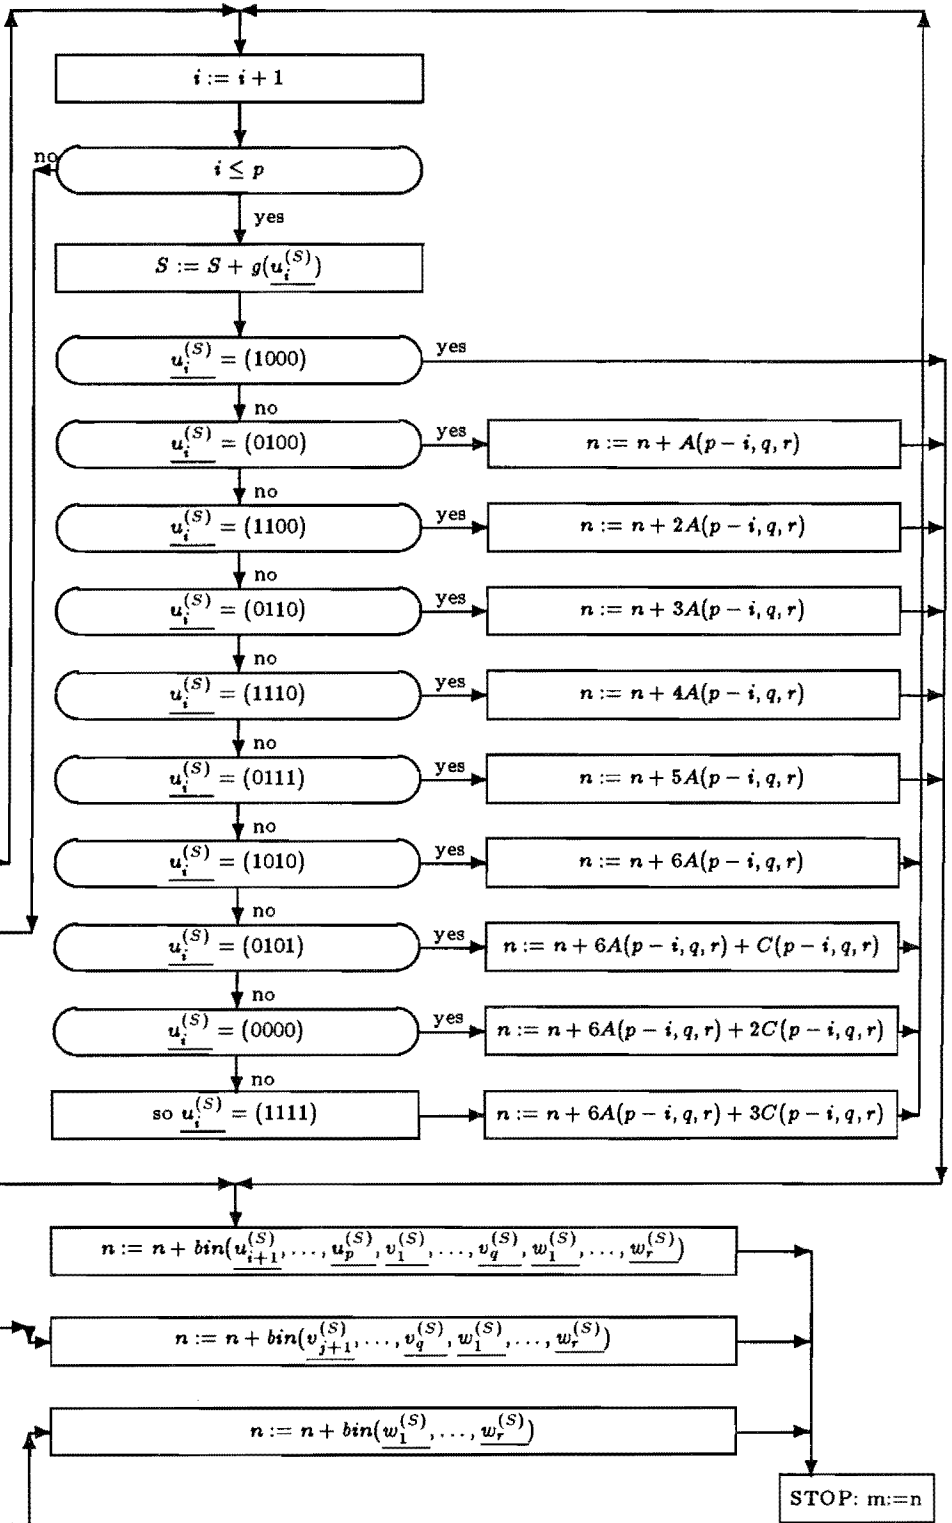 i := i + 1
no
i ≤ p
yes
S := S + g(u_i^(S))
u_i^(S) = (1000)
yes
no
u_i^(S) = (0100)
yes
n := n + A(p − i, q, r)
no
u_i^(S) = (1100)
yes
n := n + 2A(p − i, q, r)
no
u_i^(S) = (0110)
yes
n := n + 3A(p − i, q, r)
no
u_i^(S) = (1110)
yes
n := n + 4A(p − i, q, r)
no
u_i^(S) = (0111)
yes
n := n + 5A(p − i, q, r)
no
u_i^(S) = (1010)
yes
n := n + 6A(p − i, q, r)
no
u_i^(S) = (0101)
yes
n := n + 6A(p − i, q, r) + C(p − i, q, r)
no
u_i^(S) = (0000)
yes
n := n + 6A(p − i, q, r) + 2C(p − i, q, r)
no
so u_i^(S) = (1111)
n := n + 6A(p − i, q, r) + 3C(p − i, q, r)
n := n + bin(u_{i+1}^(S), ..., u_p^(S), v_1^(S), ..., v_q^(S), w_1^(S), ..., w_r^(S))
n := n + bin(v_{j+1}^(S), ..., v_q^(S), w_1^(S), ..., w_r^(S))
n := n + bin(w_1^(S), ..., w_r^(S))
STOP: m:=n